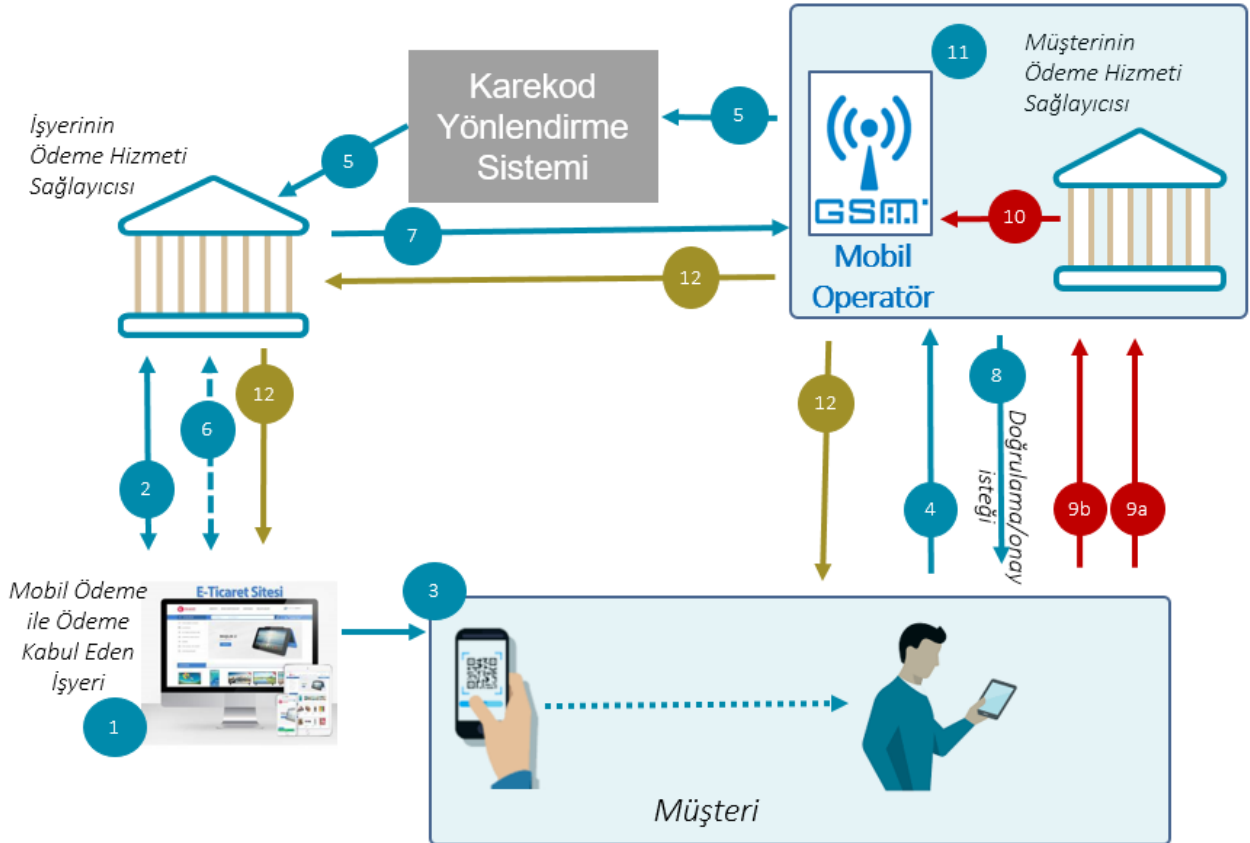 İşyerinin
Ödeme Hizmeti
Sağlayıcısı
Karekod
Yönlendirme
Sistemi
5
5
11
Müşterinin
Ödeme Hizmeti
Sağlayıcısı
GSM
Mobil
Operatör
10
7
12
2
6
12
12
4
8
Doğrulama/onay
isteği
9b
9a
Mobil Ödeme
ile Ödeme
Kabul Eden
İşyeri
1
E-Ticaret Sitesi
3
Müşteri